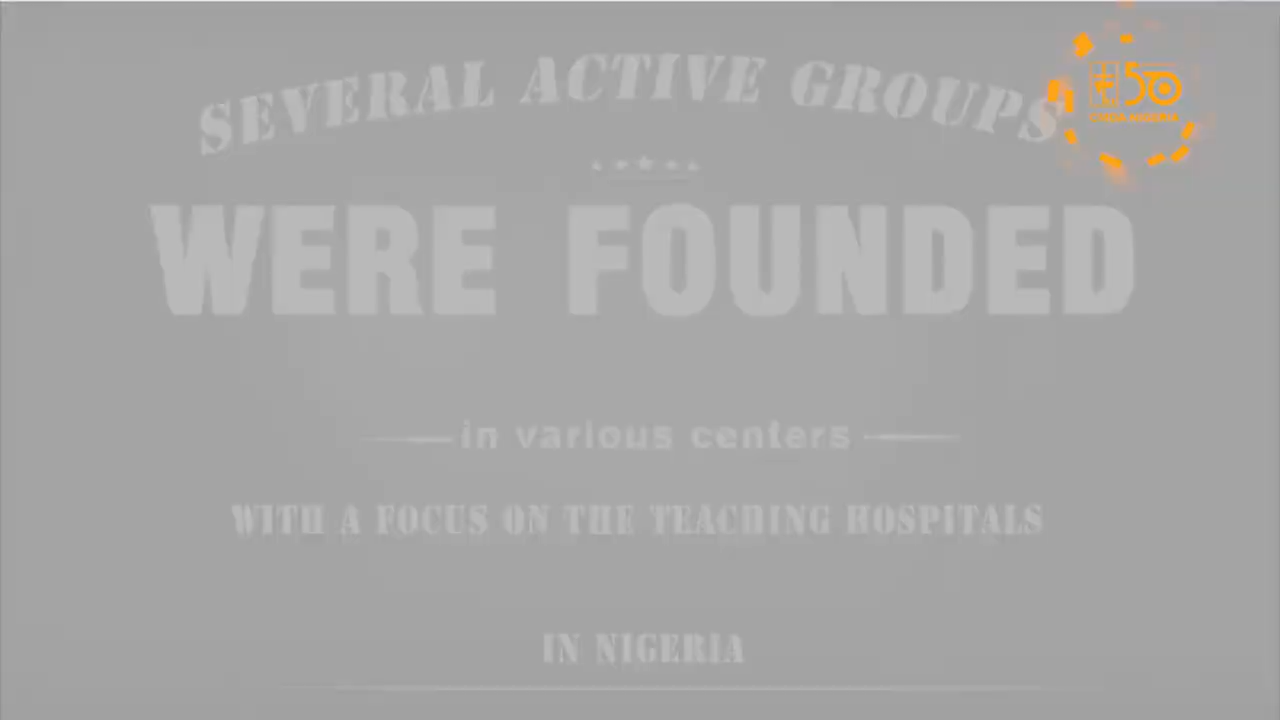 SEVERAL ACTIVE GROUPS
WERE FOUNDED
in various centers
WITH A FOCUS ON THE TEACHING HOSPITALS
IN NIGERIA
50